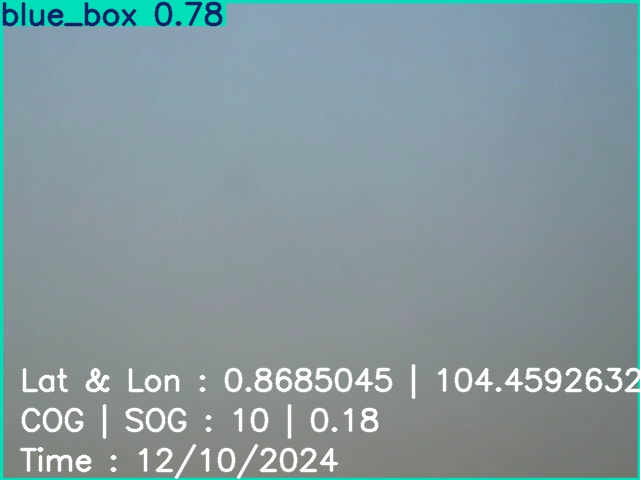 blue_box 0.78
Lat & Lon : 0.8685045 | 104.4592632
COG | SOG : 10 | 0.18
Time : 12/10/2024